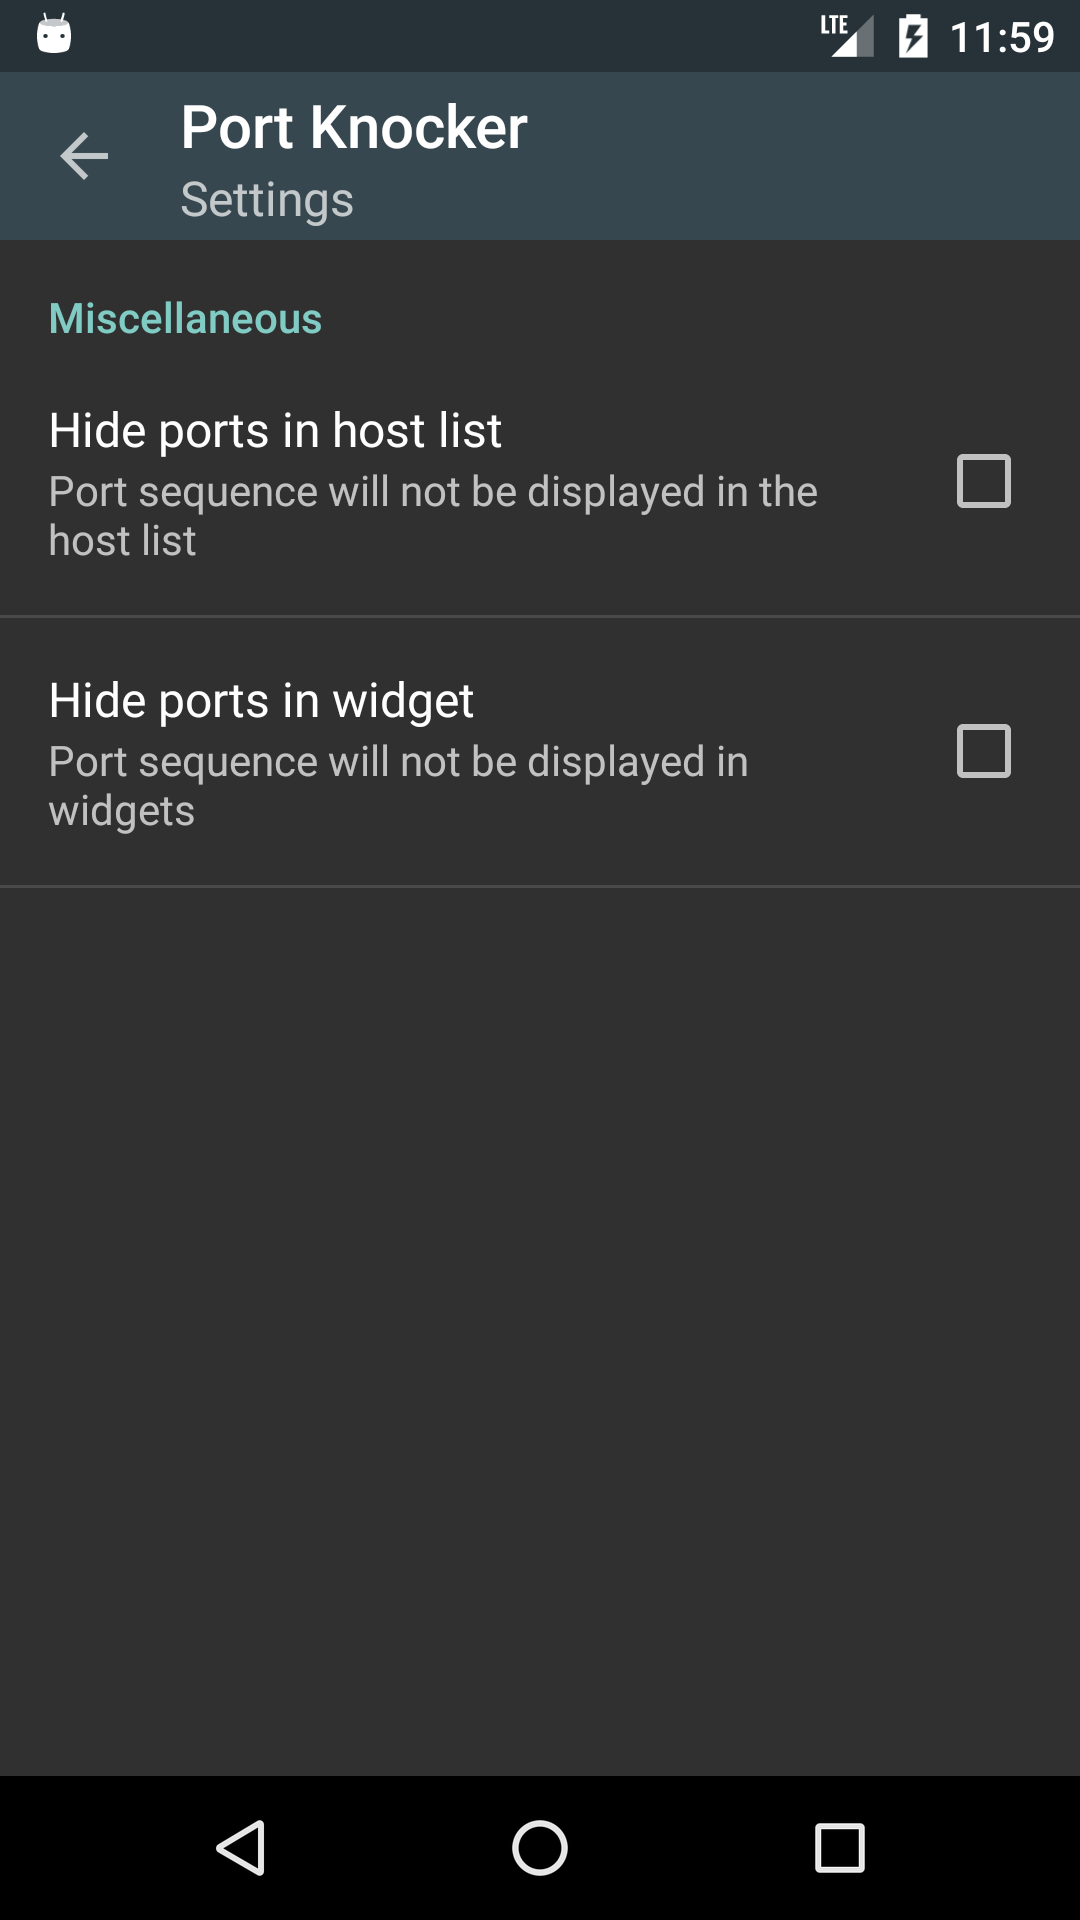 LTE 11:59
Port Knocker
Settings
Miscellaneous
Hide ports in host list
Port sequence will not be displayed in the
host list
Hide ports in widget
Port sequence will not be displayed in
widgets